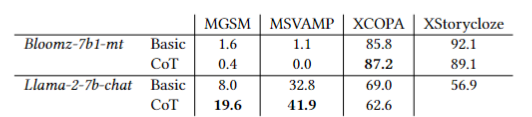 MGSM MSVAMP XCOPA XStorycloze
Bloomz-7b1-mt Basic 1.6 1.1 85.8 92.1
CoT 0.4 0.0 87.2 89.1
Llama-2-7b-chat Basic 8.0 32.8 69.0 56.9
CoT 19.6 41.9 62.6